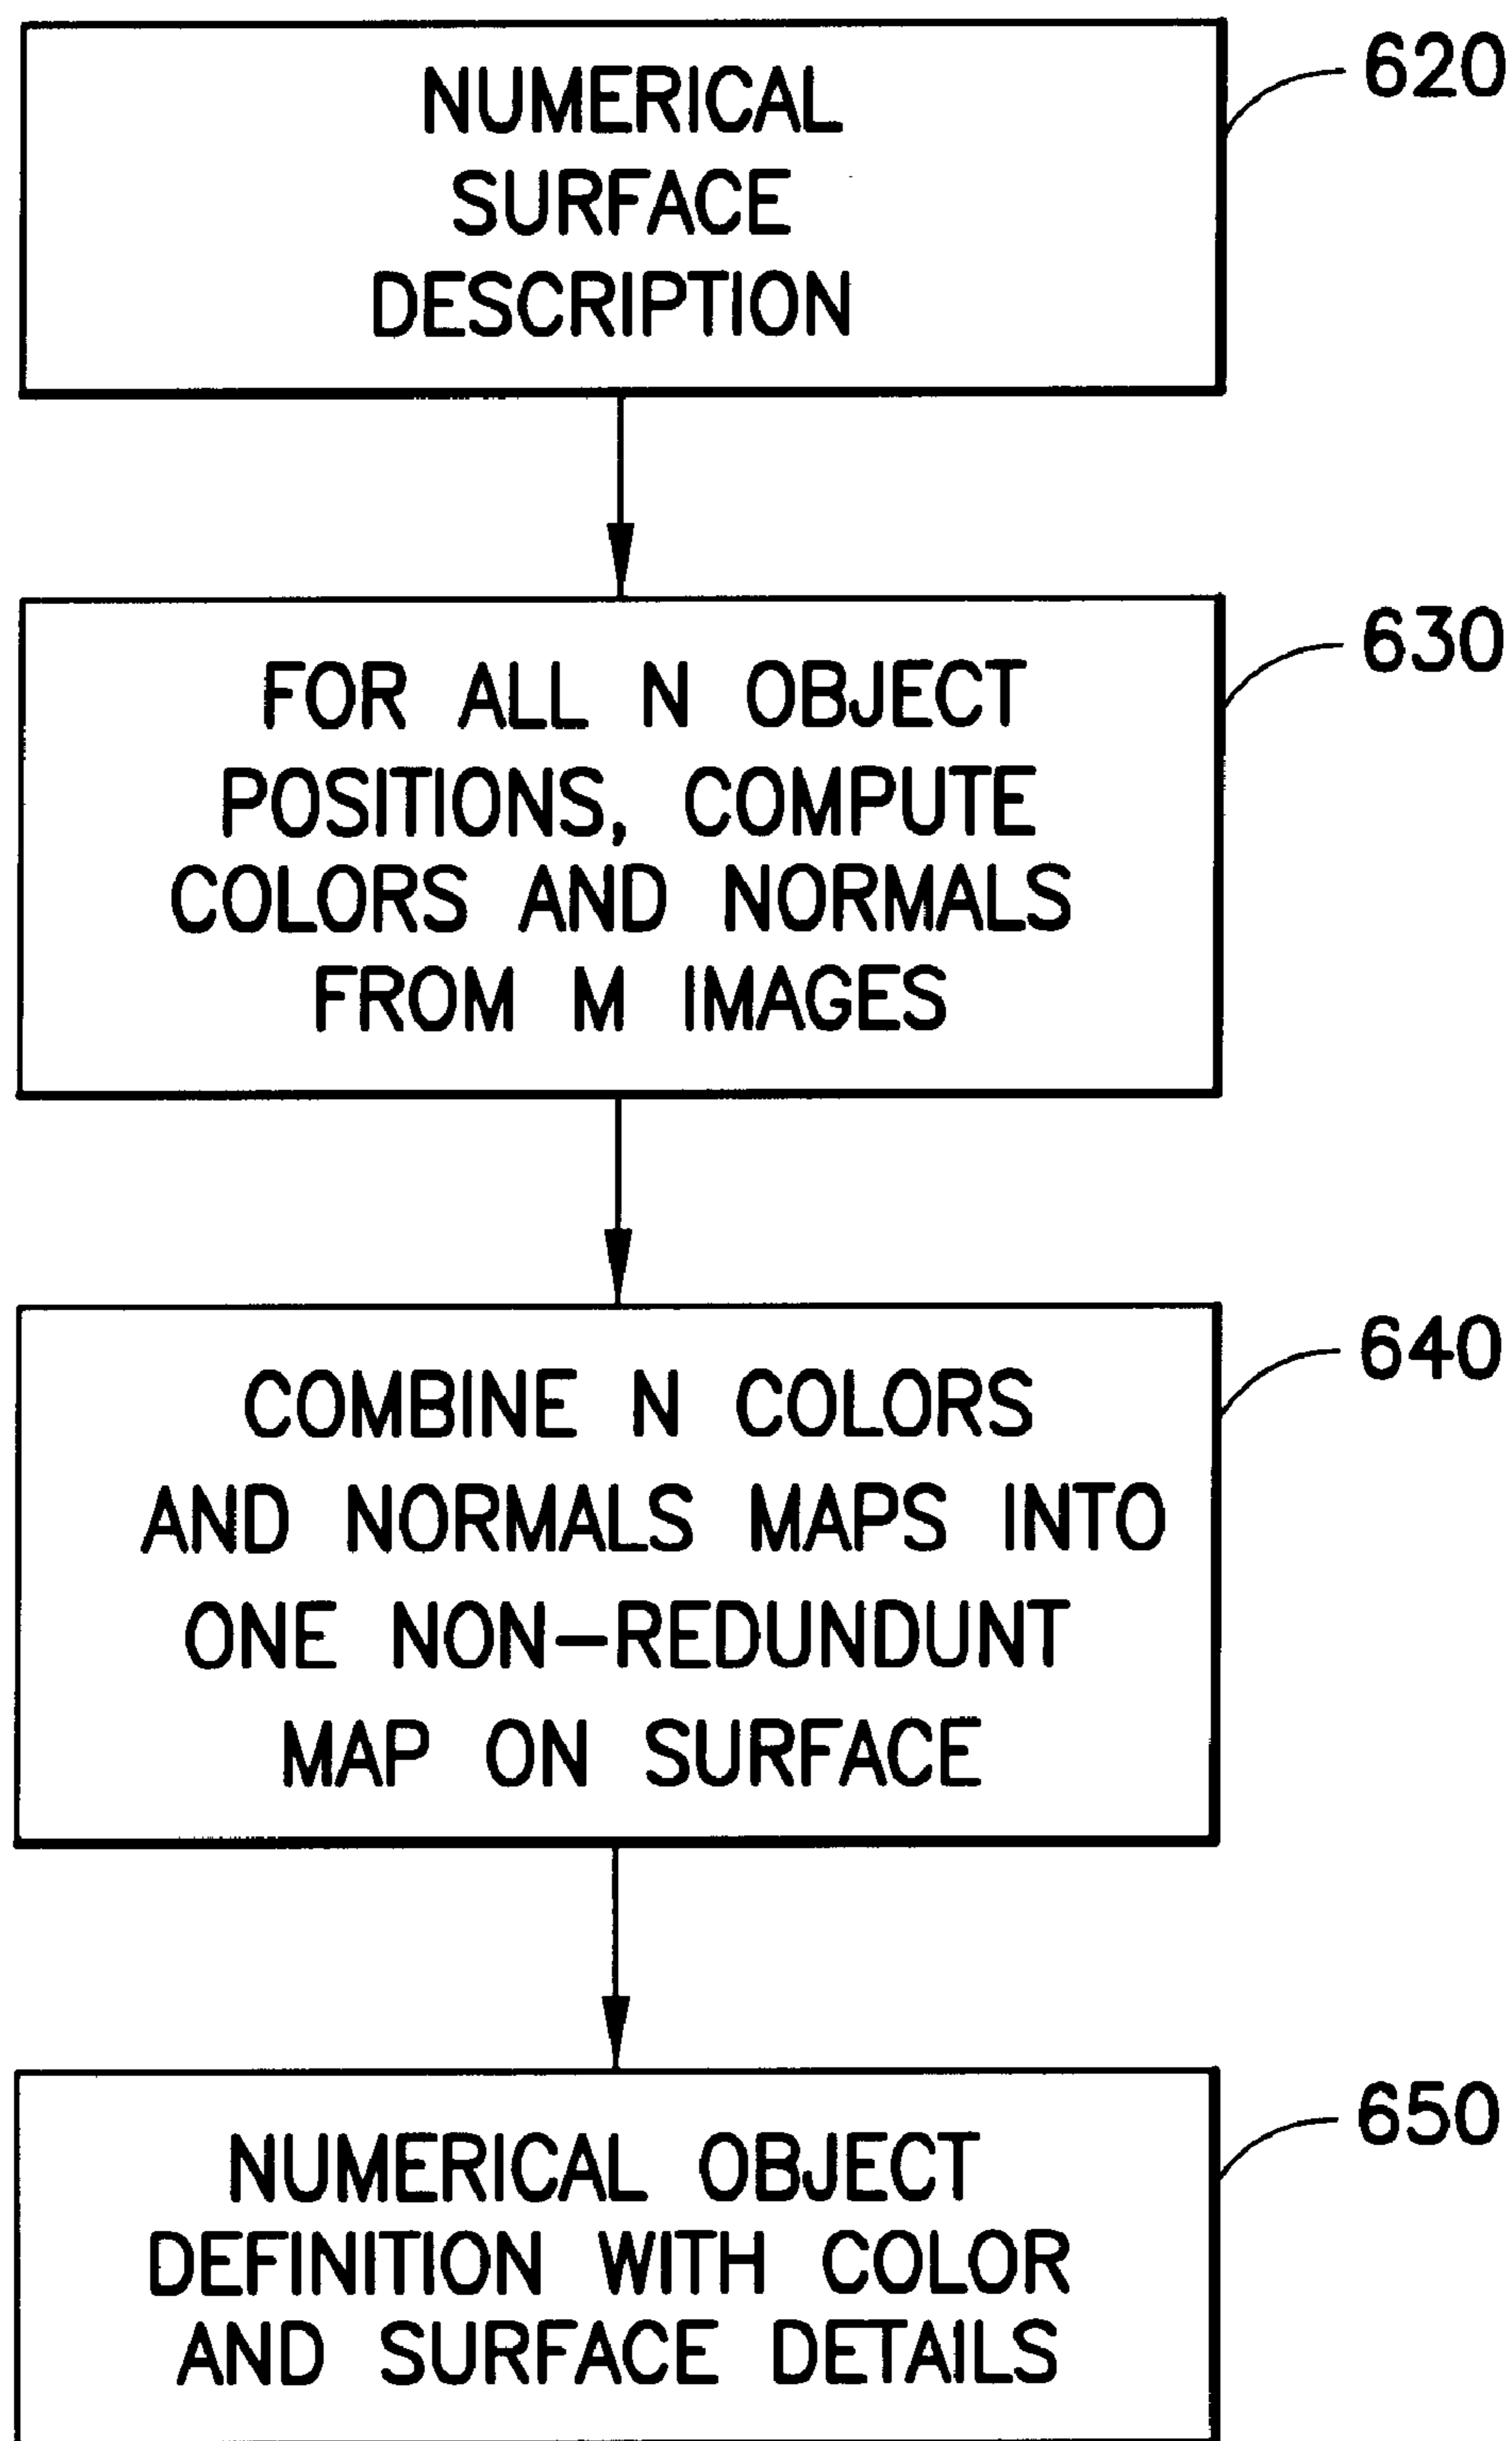 NUMERICAL
SURFACE
DESCRIPTION
620
FOR ALL N OBJECT
POSITIONS, COMPUTE
COLORS AND NORMALS
FROM M IMAGES
630
COMBINE N COLORS
AND NORMALS MAPS INTO
ONE NON-REDUNDUNT
MAP ON SURFACE
640
NUMERICAL OBJECT
DEFINITION WITH COLOR
AND SURFACE DETAILS
650